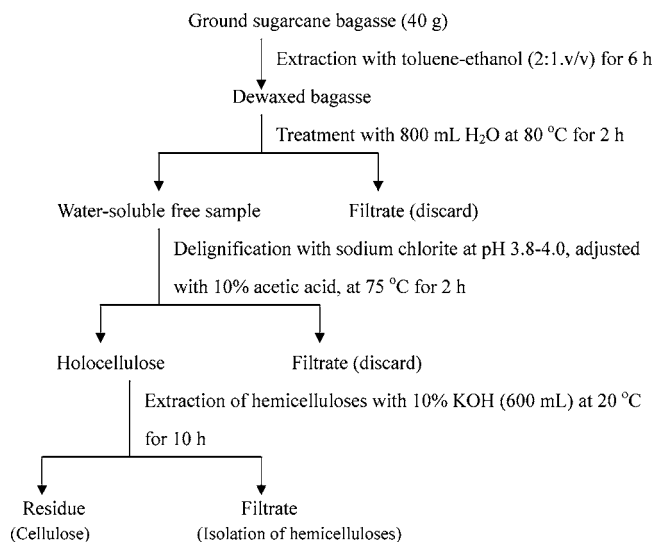 Ground sugarcane bagasse (40 g)
Extraction with toluene-ethanol (2:1.v/v) for 6 h
Dewaxed bagasse
Treatment with 800 mL H₂O at 80 °C for 2 h
Water-soluble free sample Filtrate (discard)
Delignification with sodium chlorite at pH 3.8-4.0, adjusted
with 10% acetic acid, at 75 °C for 2 h
Holocellulose Filtrate (discard)
Extraction of hemicelluloses with 10% KOH (600 mL) at 20 °C
for 10 h
Residue Filtrate
(Cellulose) (Isolation of hemicelluloses)